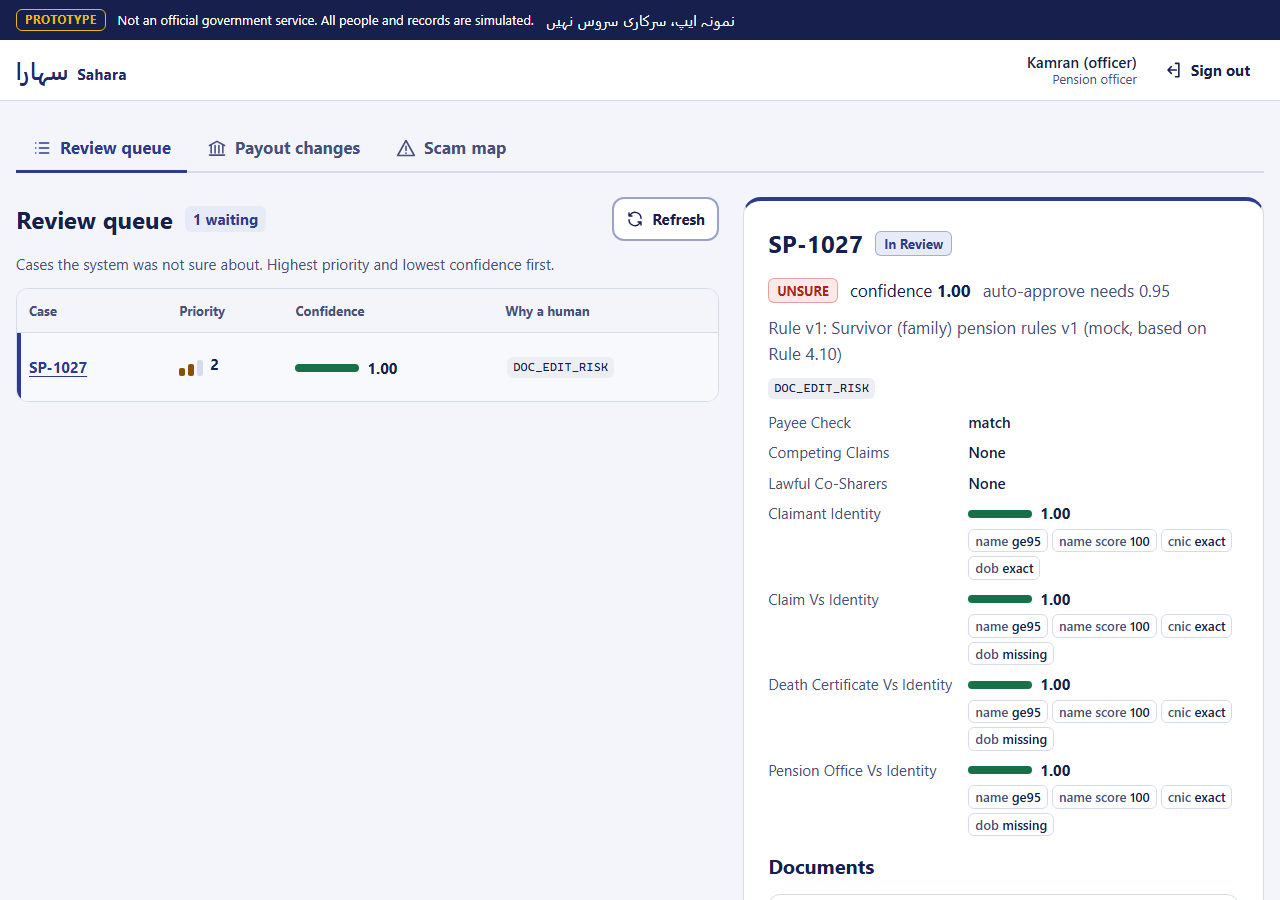 PROTOTYPE Not an official government service. All people and records are simulated. نمونہ ایپ، سرکاری سروس نہیں
سہارا Sahara
Kamran (officer)
Pension officer
Sign out
Review queue
Payout changes
Scam map
Review queue 1 waiting
Refresh
Cases the system was not sure about. Highest priority and lowest confidence first.
Case Priority Confidence Why a human
SP-1027 2 1.00 DOC_EDIT_RISK
SP-1027 In Review
UNSURE confidence 1.00 auto-approve needs 0.95
Rule v1: Survivor (family) pension rules v1 (mock, based on
Rule 4.10)
DOC_EDIT_RISK
Payee Check match
Competing Claims None
Lawful Co-Sharers None
Claimant Identity 1.00
name ge95 name score 100 cnic exact
dob exact
Claim Vs Identity 1.00
name ge95 name score 100 cnic exact
dob missing
Death Certificate Vs Identity 1.00
name ge95 name score 100 cnic exact
dob missing
Pension Office Vs Identity 1.00
name ge95 name score 100 cnic exact
dob missing
Documents